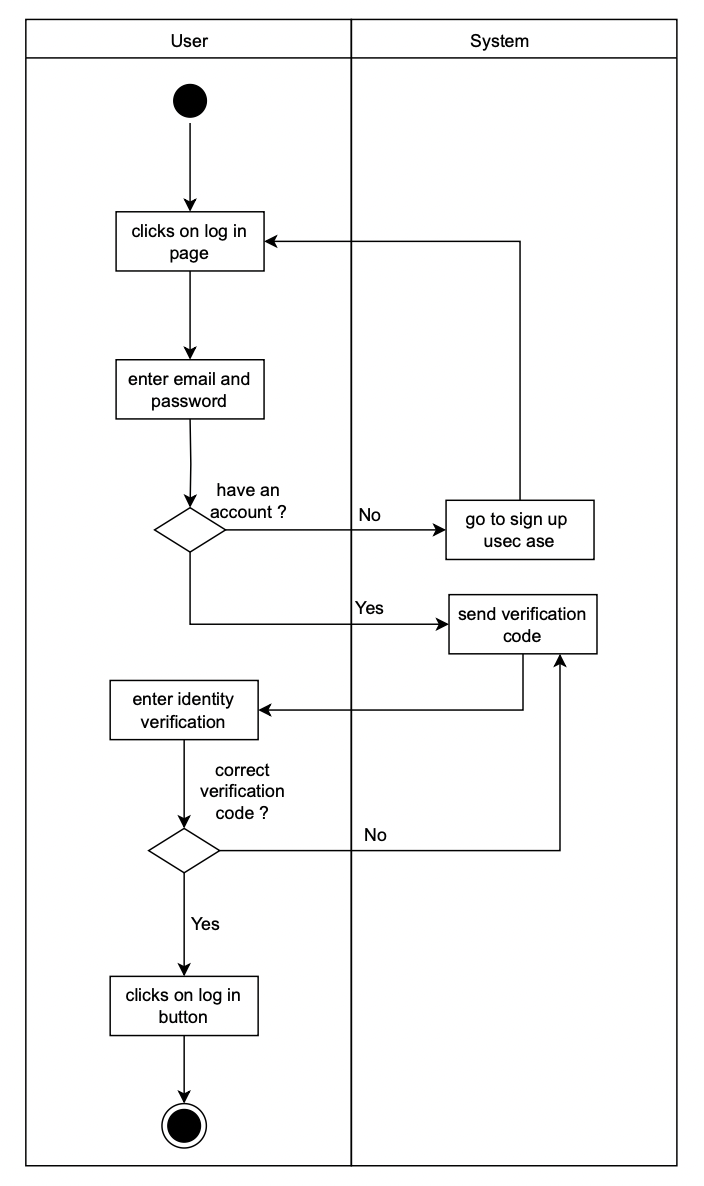 User
System
clicks on log in
page
enter email and
password
have an
account ?
No
go to sign up
usec ase
Yes
send verification
code
enter identity
verification
correct
verification
code ?
No
Yes
clicks on log in
button